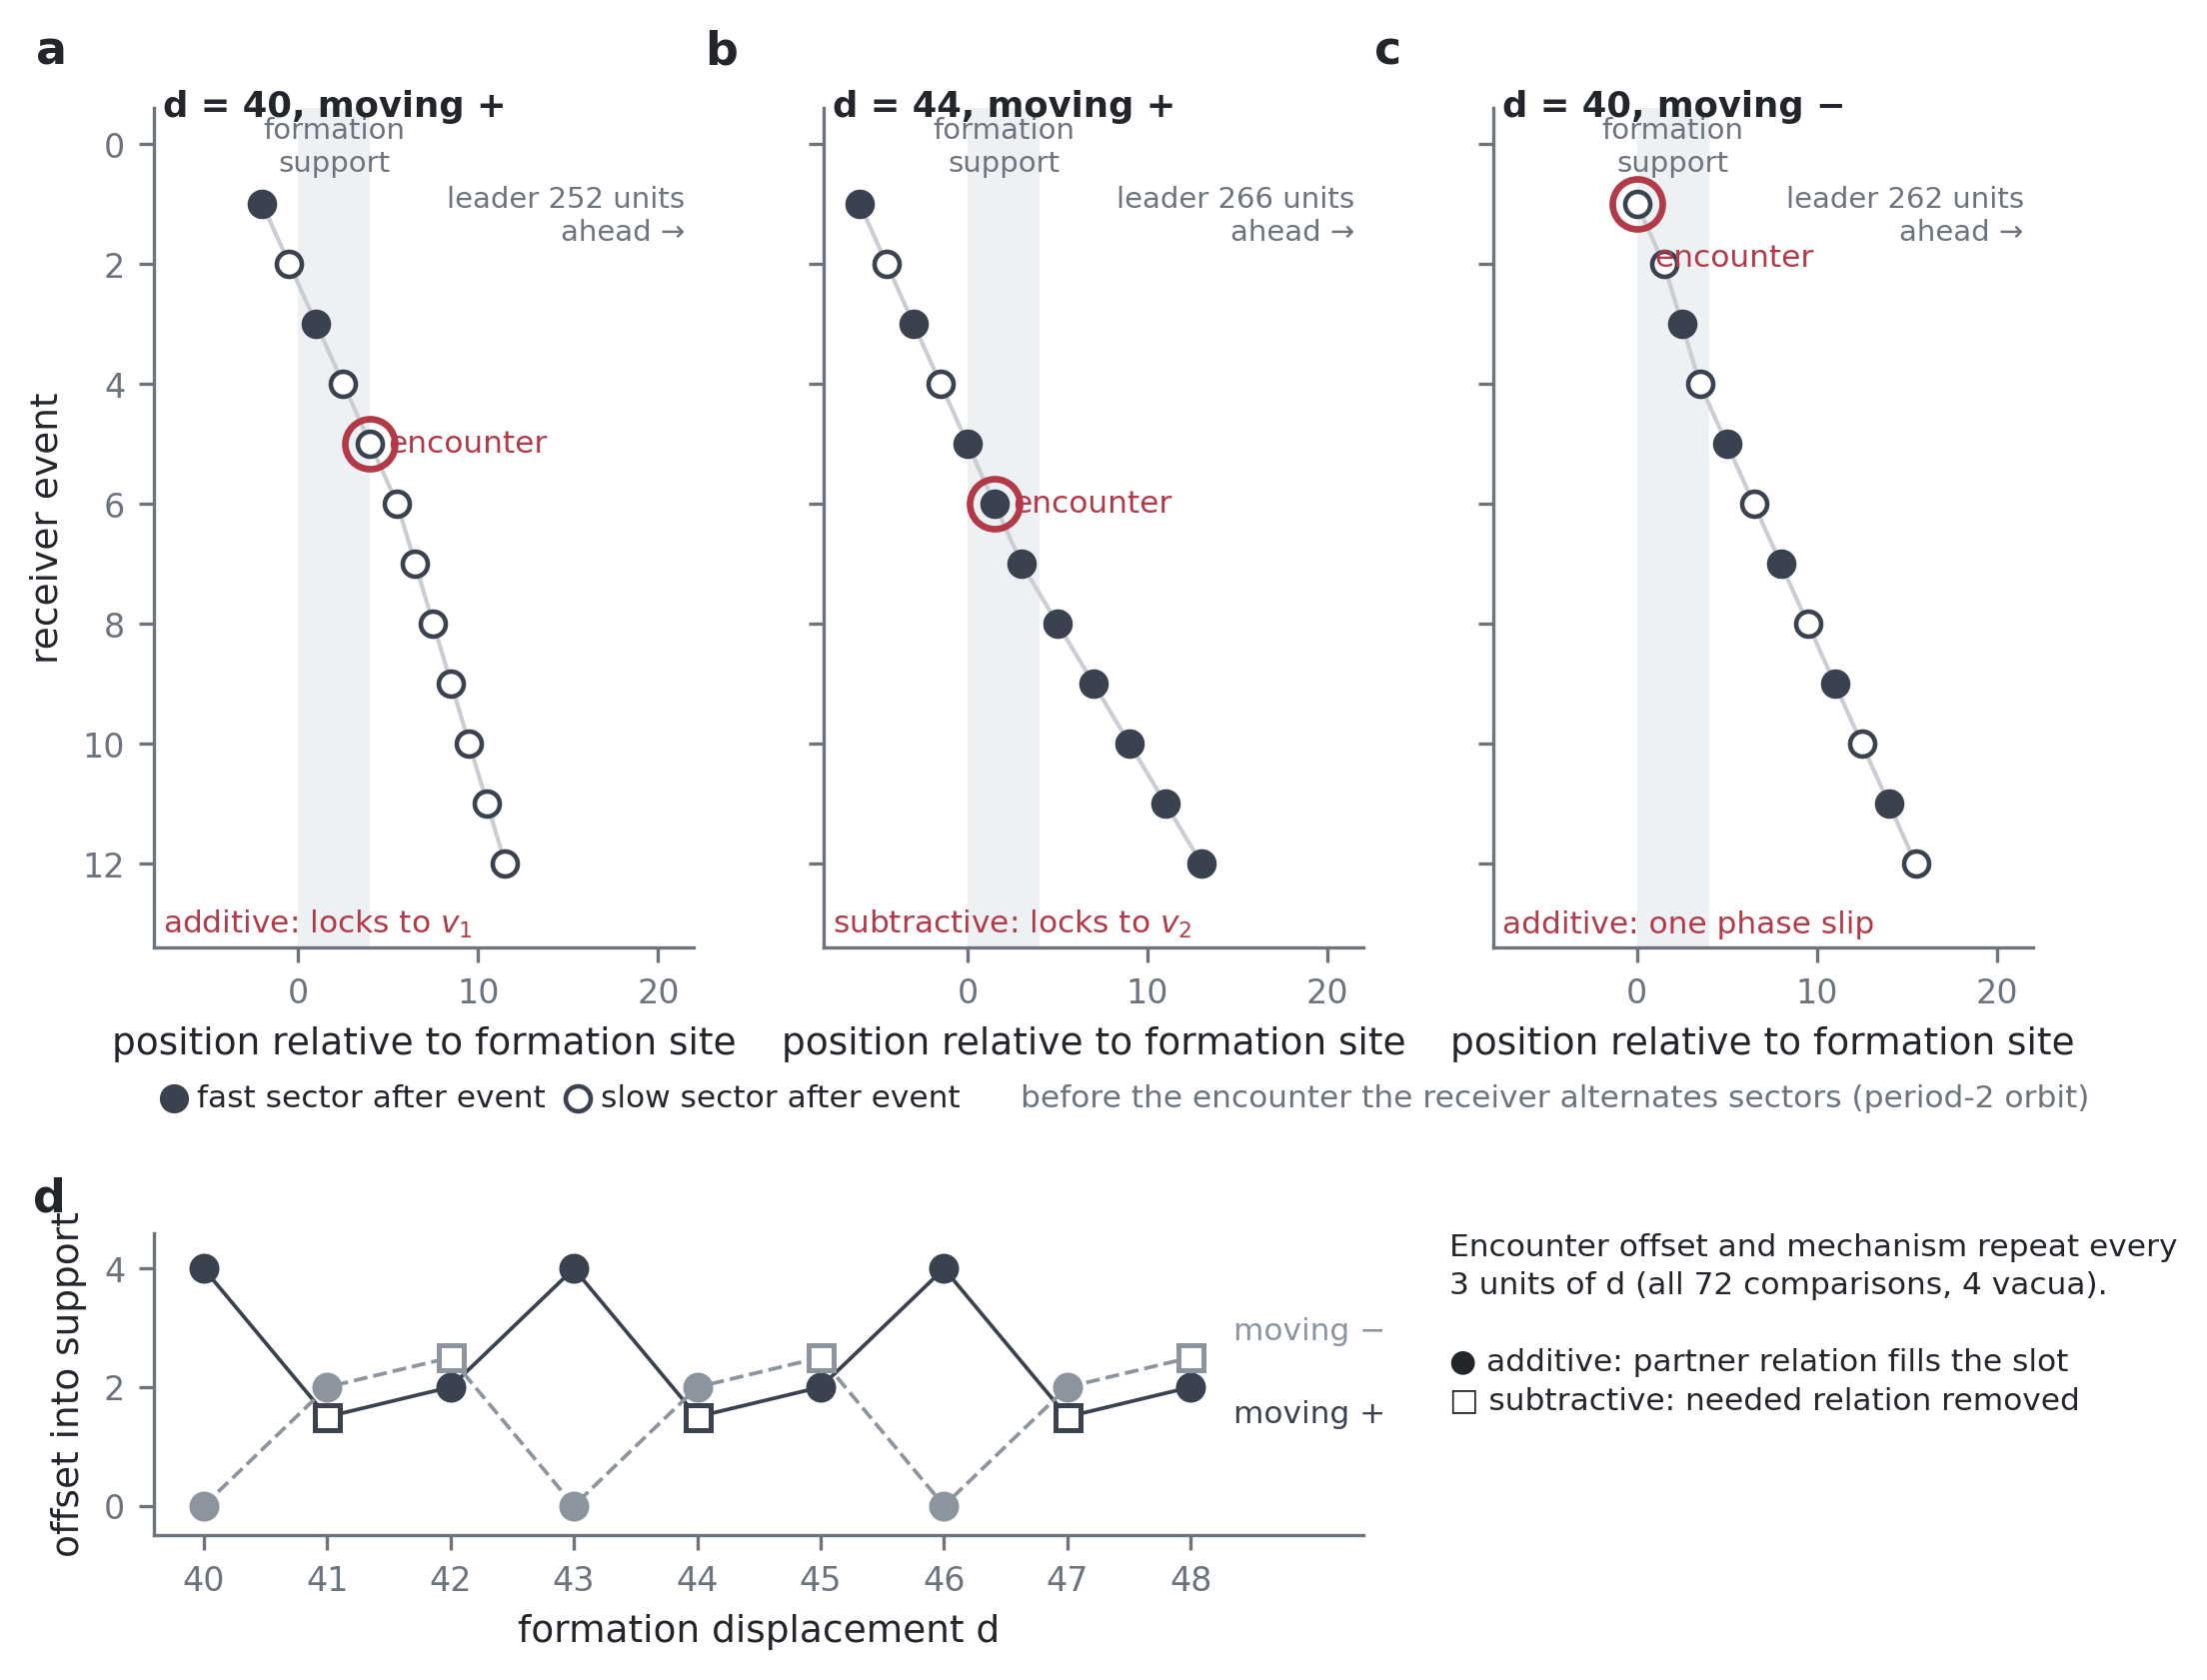 a
b
c
d = 40, moving +
d = 44, moving +
d = 40, moving −
formation
support
formation
support
formation
support
leader 252 units
ahead →
leader 266 units
ahead →
leader 262 units
ahead →
encounter
encounter
encounter
receiver event
0
2
4
6
8
10
12
additive: locks to v₁
subtractive: locks to v₂
additive: one phase slip
0 10 20
0 10 20
0 10 20
position relative to formation site
position relative to formation site
position relative to formation site
● fast sector after event ○ slow sector after event before the encounter the receiver alternates sectors (period-2 orbit)
d
offset into support
4
2
0
40 41 42 43 44 45 46 47 48
formation displacement d
moving −
moving +
Encounter offset and mechanism repeat every
3 units of d (all 72 comparisons, 4 vacua).
● additive: partner relation fills the slot
□ subtractive: needed relation removed